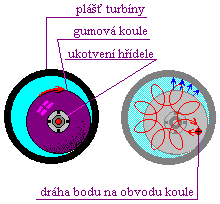 plášť turbíny
gumová koule
ukotvení hřídele
dráha bodu na obvodu koule